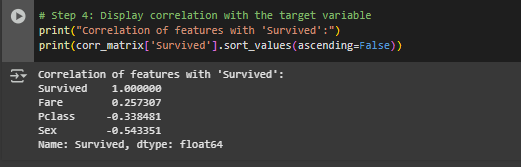 # Step 4: Display correlation with the target variable
print("Correlation of features with 'Survived':")
print(corr_matrix['Survived'].sort_values(ascending=False))
Correlation of features with 'Survived':
Survived    1.000000
Fare        0.257307
Pclass     -0.338481
Sex        -0.543351
Name: Survived, dtype: float64